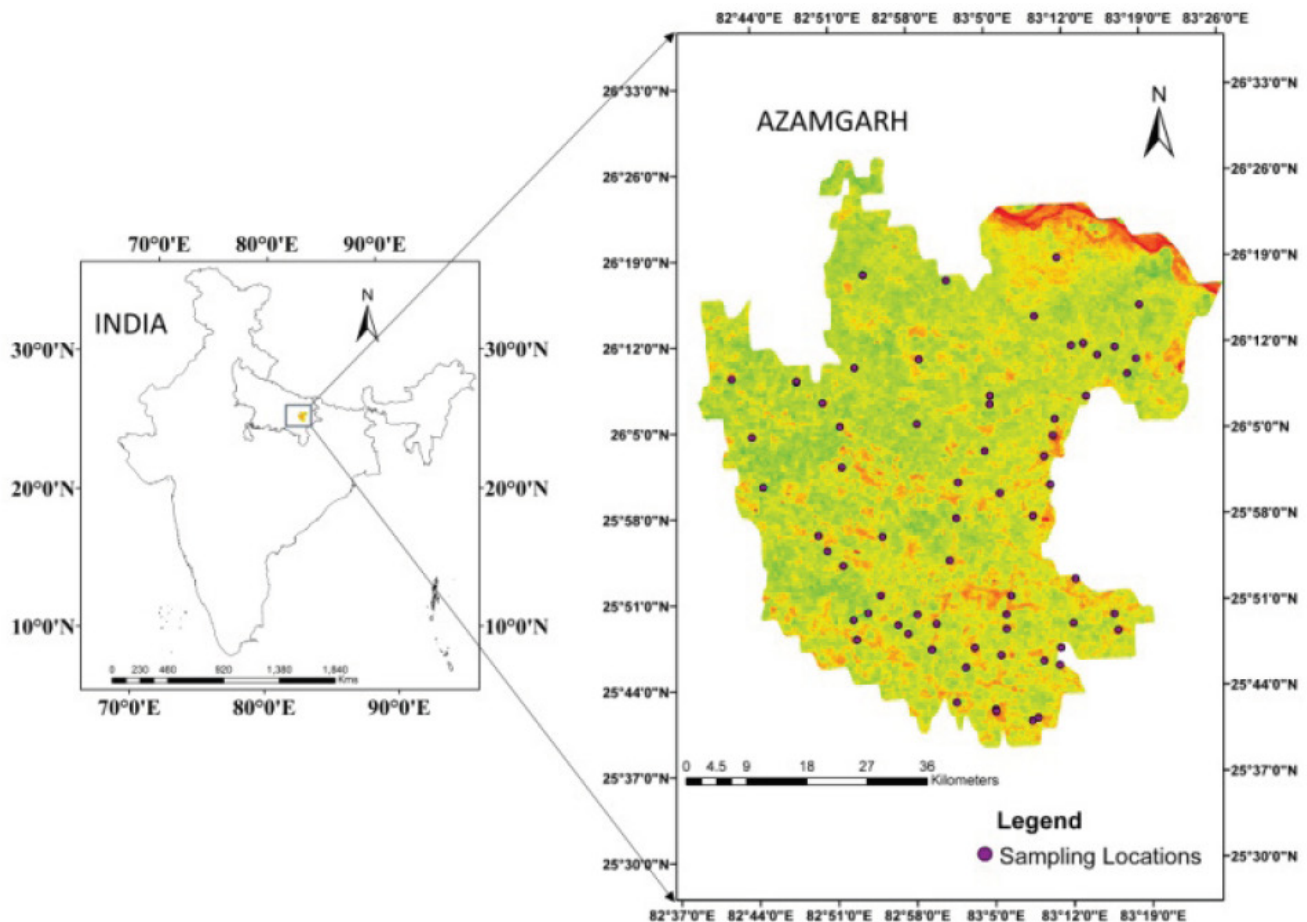 82°44'0"E 82°51'0"E 82°58'0"E 83°5'0"E 83°12'0"E 83°19'0"E 83°26'0"E
26°33'0"N 26°33'0"N
AZAMGARH
N
26°26'0"N 26°26'0"N
26°19'0"N 26°19'0"N
26°12'0"N 26°12'0"N
26°5'0"N 26°5'0"N
25°58'0"N 25°58'0"N
25°51'0"N 25°51'0"N
25°44'0"N 25°44'0"N
25°37'0"N 25°37'0"N
25°30'0"N 25°30'0"N
0 4.5 9 18 27 36
Kilometers
Legend
Sampling Locations
82°37'0"E 82°44'0"E 82°51'0"E 82°58'0"E 83°5'0"E 83°12'0"E 83°19'0"E
70°0'E 80°0'E 90°0'E
INDIA
N
30°0'N 30°0'N
20°0'N 20°0'N
10°0'N 10°0'N
0 230 460 920 1,380 1,840
Kms
70°0'E 80°0'E 90°0'E